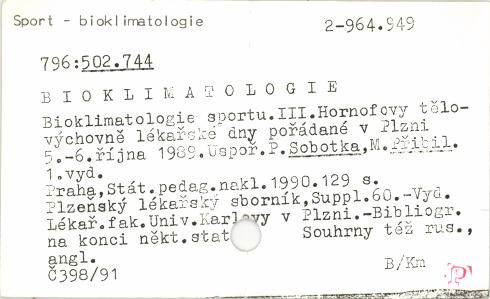 Sport - bioklimatologie
2-964.949
796:502.744
BIOKLIMATOLOGIE
Bioklimatologie sportu.III.Hornofovy tělo-
výchovně lékařské dny pořádané v Plzni
5.-6.října 1989.Uspoř.P.Sobotka,M.Přibil.
1.vyd.
Praha,Stát.pedag.nakl.1990.129 s.
Plzeňský lékařský sborník,Suppl.60.-Vyd.
Lékař.fak.Univ.Karlovy v Plzni.-Bibliogr.
na konci někt.stat Souhrny též rus.,
angl.
Č398/91
B/Km
P